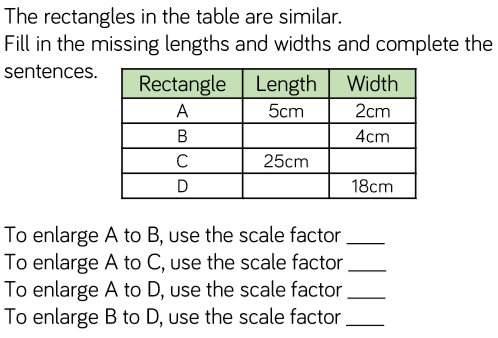 The rectangles in the table are similar.
Fill in the missing lengths and widths and complete the
sentences.
Rectangle Length Width
A 5cm 2cm
B 4cm
C 25cm
D 18cm
To enlarge A to B, use the scale factor ____
To enlarge A to C, use the scale factor ____
To enlarge A to D, use the scale factor ____
To enlarge B to D, use the scale factor ____